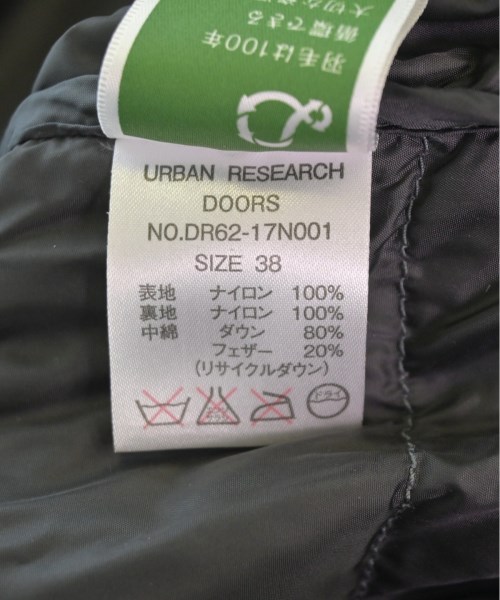 羽毛は100年
循環できる
大切な資
URBAN RESEARCH
DOORS
NO.DR62-17N001
SIZE 38
表地 ナイロン 100%
裏地 ナイロン 100%
中綿 ダウン 80%
フェザー 20%
(リサイクルダウン)
ドライ